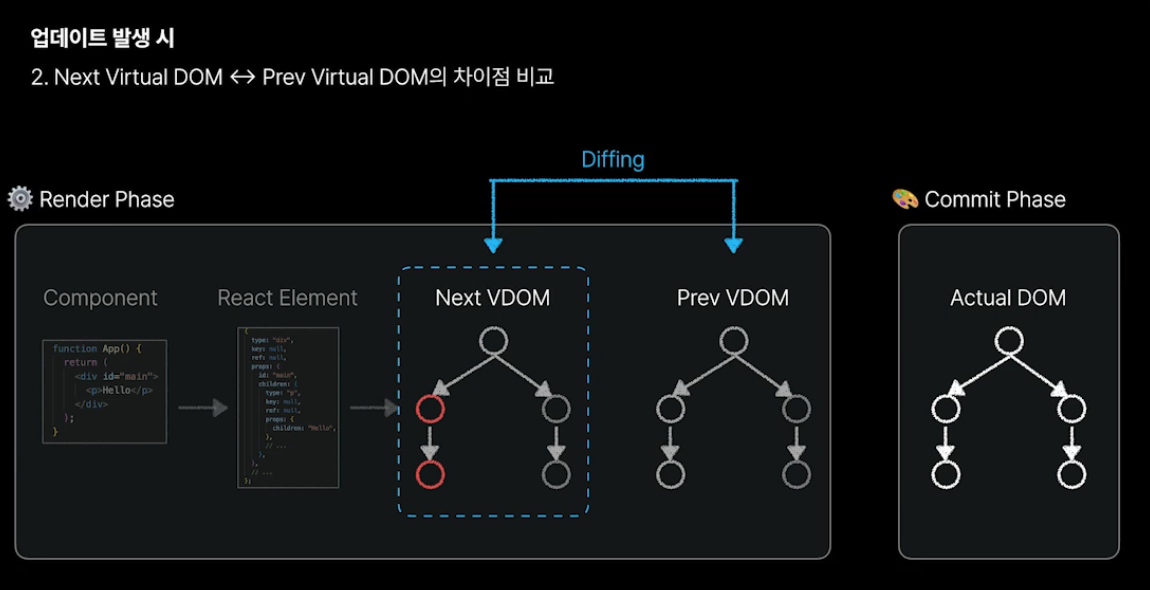 업데이트 발생 시
2. Next Virtual DOM ↔ Prev Virtual DOM의 차이점 비교
Diffing
⚙️ Render Phase
🎨 Commit Phase
Component
React Element
Next VDOM
Prev VDOM
Actual DOM
function App() {
return (
<div id="main">
<p>Hello</p>
</div>
);
}
{
type: "div",
key: null,
ref: null,
props: {
id: "main",
children: {
type: "p",
key: null,
ref: null,
props: {
children: "Hello",
},
// ...
},
},
// ...
};